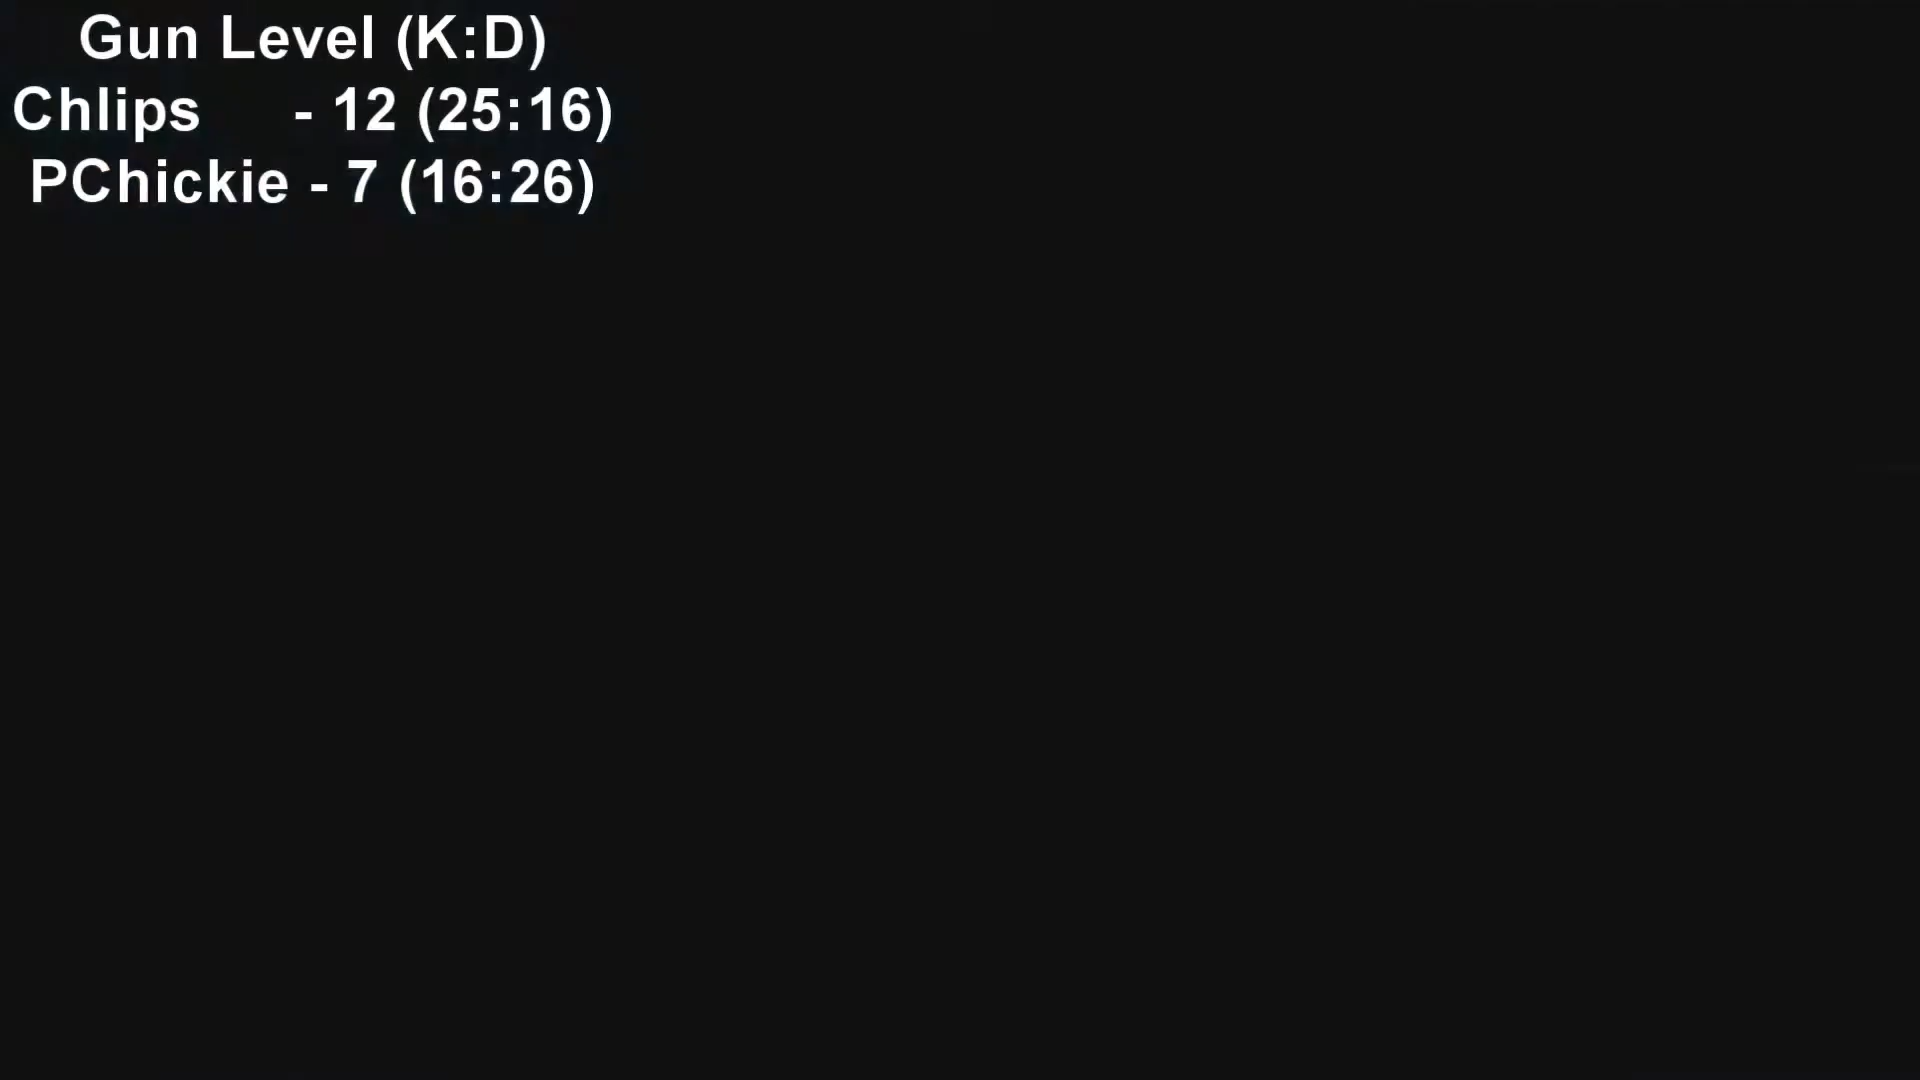 Gun Level (K:D)
Chlips - 12 (25:16)
PChickie - 7 (16:26)